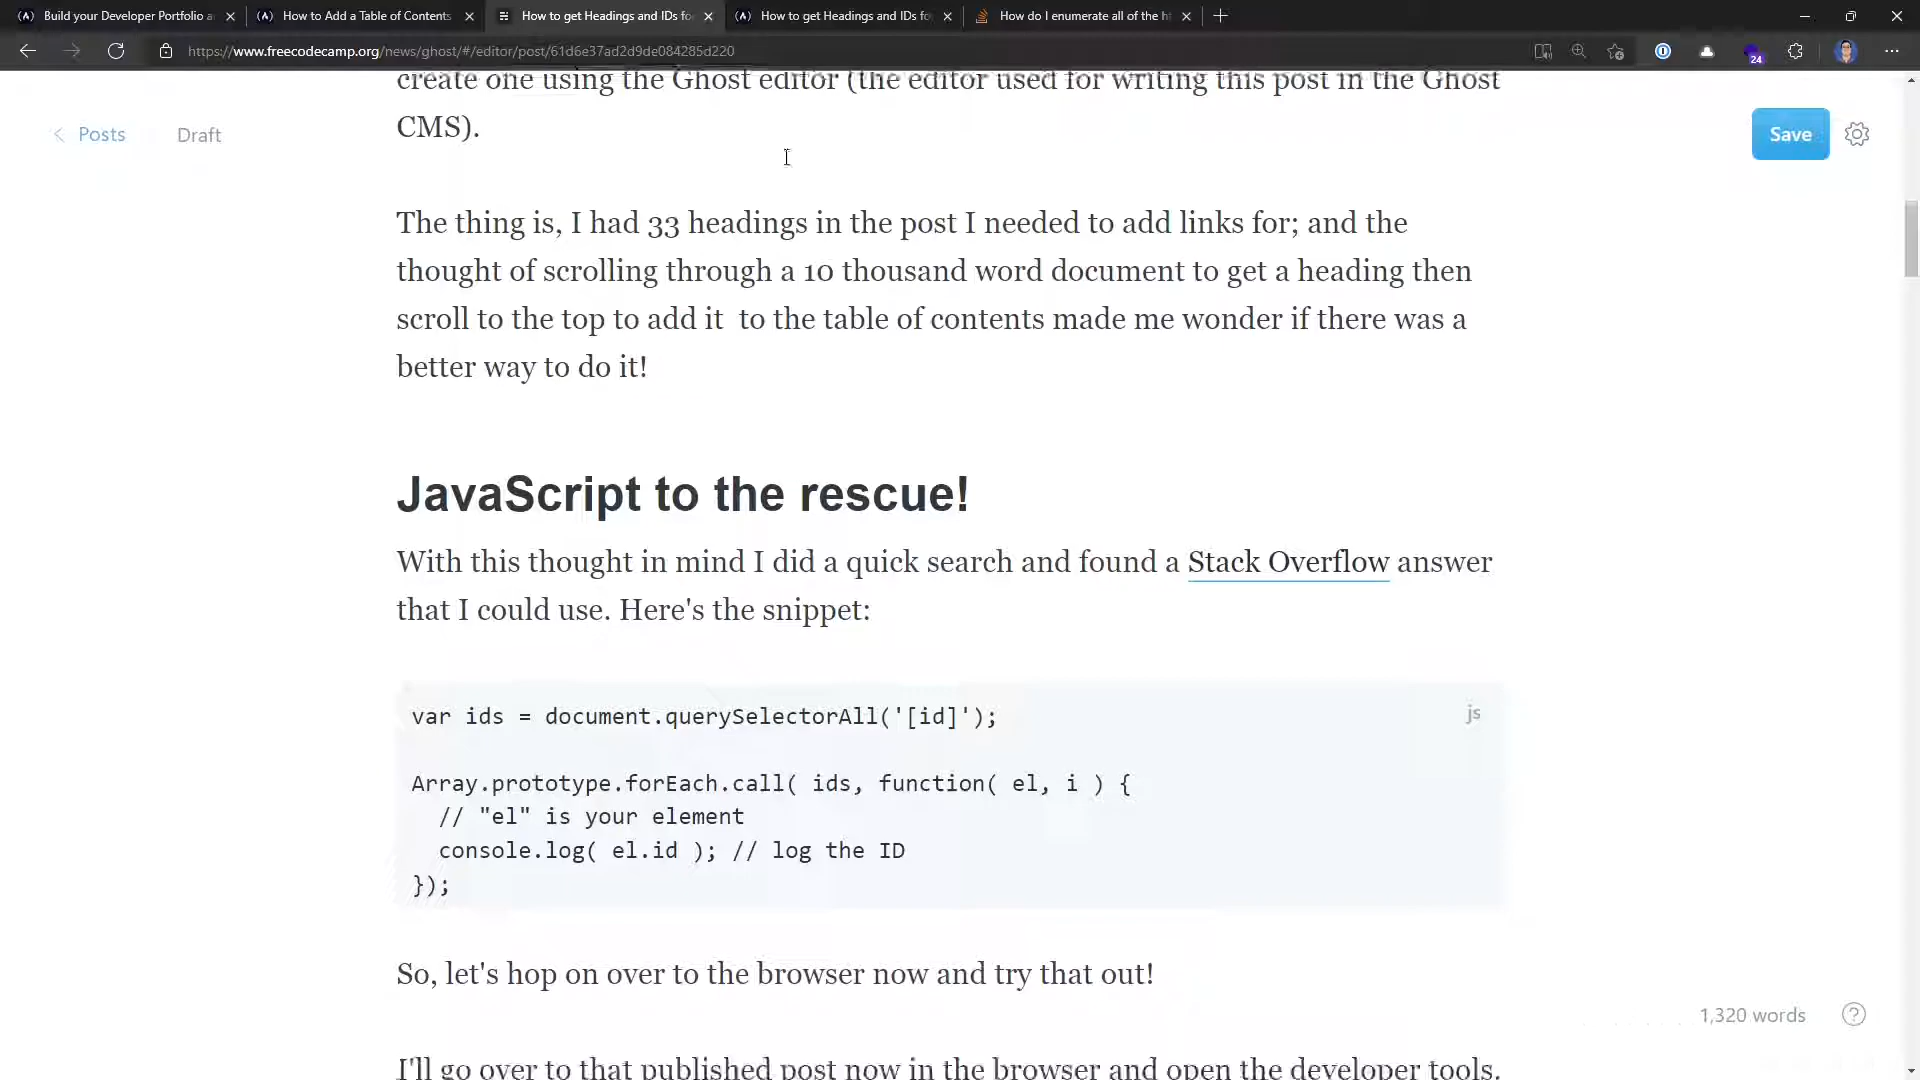 Build your Developer Portfolio a
How to Add a Table of Contents
How to get Headings and IDs fo
How to get Headings and IDs fo
How do I enumerate all of the h
https://www.freecodecamp.org/news/ghost/#/editor/post/61d6e37ad2d9de084285d220
24
create one using the Ghost editor (the editor used for writing this post in the Ghost
CMS).
Posts
Draft
Save
The thing is, I had 33 headings in the post I needed to add links for; and the
thought of scrolling through a 10 thousand word document to get a heading then
scroll to the top to add it  to the table of contents made me wonder if there was a
better way to do it!
JavaScript to the rescue!
With this thought in mind I did a quick search and found a Stack Overflow answer
that I could use. Here's the snippet:
js
var ids = document.querySelectorAll('[id]');
Array.prototype.forEach.call( ids, function( el, i ) {
// "el" is your element
console.log( el.id ); // log the ID
});
So, let's hop on over to the browser now and try that out!
1,320 words
?
I'll go over to that published post now in the browser and open the developer tools.